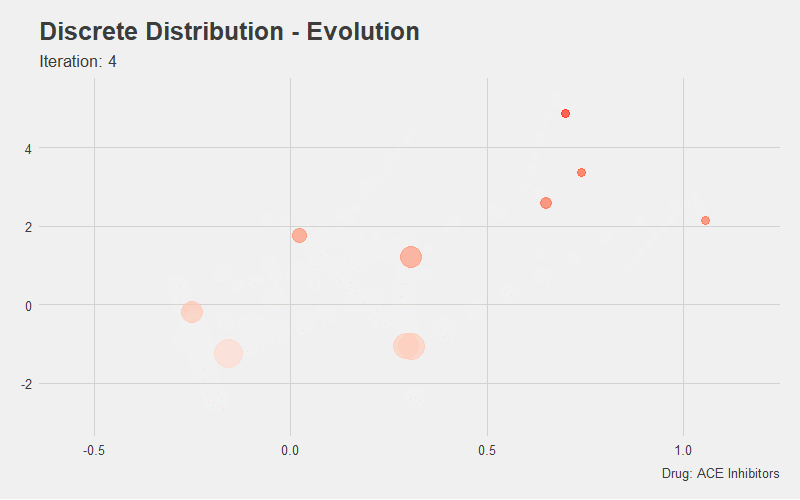 Discrete Distribution - Evolution
Iteration: 4
4
2
0
-2
-0.5 0.0 0.5 1.0
Drug: ACE Inhibitors